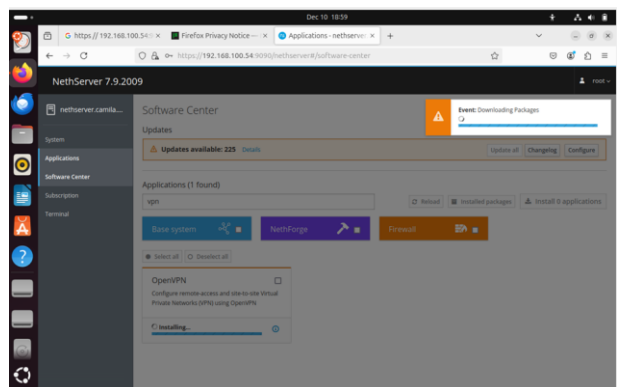 Dec 10 18:59
G https:// 192.168.100.54:9
Firefox Privacy Notice —
Applications - nethserver
https://192.168.100.54:9090/nethserver#/software-center
NethServer 7.9.2009
root
nethserver.camila....
System
Applications
Software Center
Subscription
Terminal
Software Center
Event: Downloading Packages
Updates
Updates available: 225 Details
Update all Changelog Configure
Applications (1 found)
vpn
Reload Installed packages Install 0 applications
Base system
NethForge
Firewall
Select all Deselect all
OpenVPN
Configure remote-access and site-to-site Virtual
Private Networks (VPN) using OpenVPN
Installing...